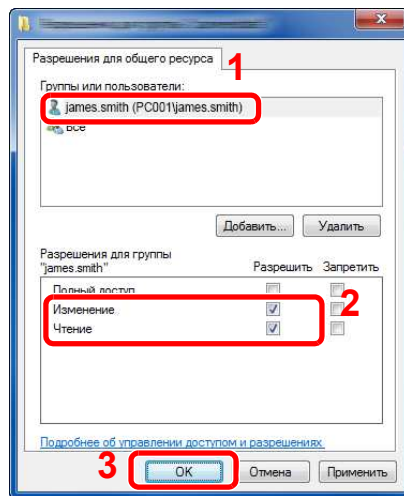 Разрешения для общего ресурса
1
Группы или пользователи:
james.smith (PC001\james.smith)
Все
Добавить...
Удалить
Разрешения для группы
"james.smith"
Разрешить
Запретить
Полный доступ
Изменение
2
Чтение
Подробнее об управлении доступом и разрешениях
3
OK
Отмена
Применить